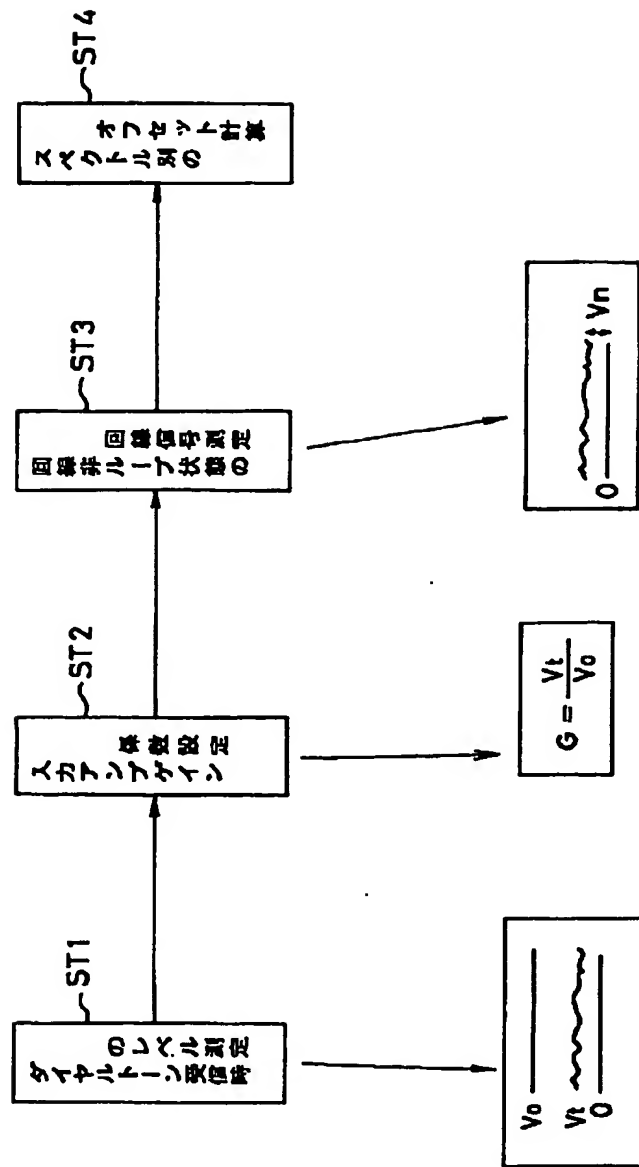 ST1
ダイヤルトーン受信時
のレベル測定
Vo
Vt
0
ST2
入力アンプゲイン
係数設定
G = Vt/Vo
ST3
回線非ループ状態の
回線信号測定
0
Vn
ST4
スペクトル別の
オフセット計算